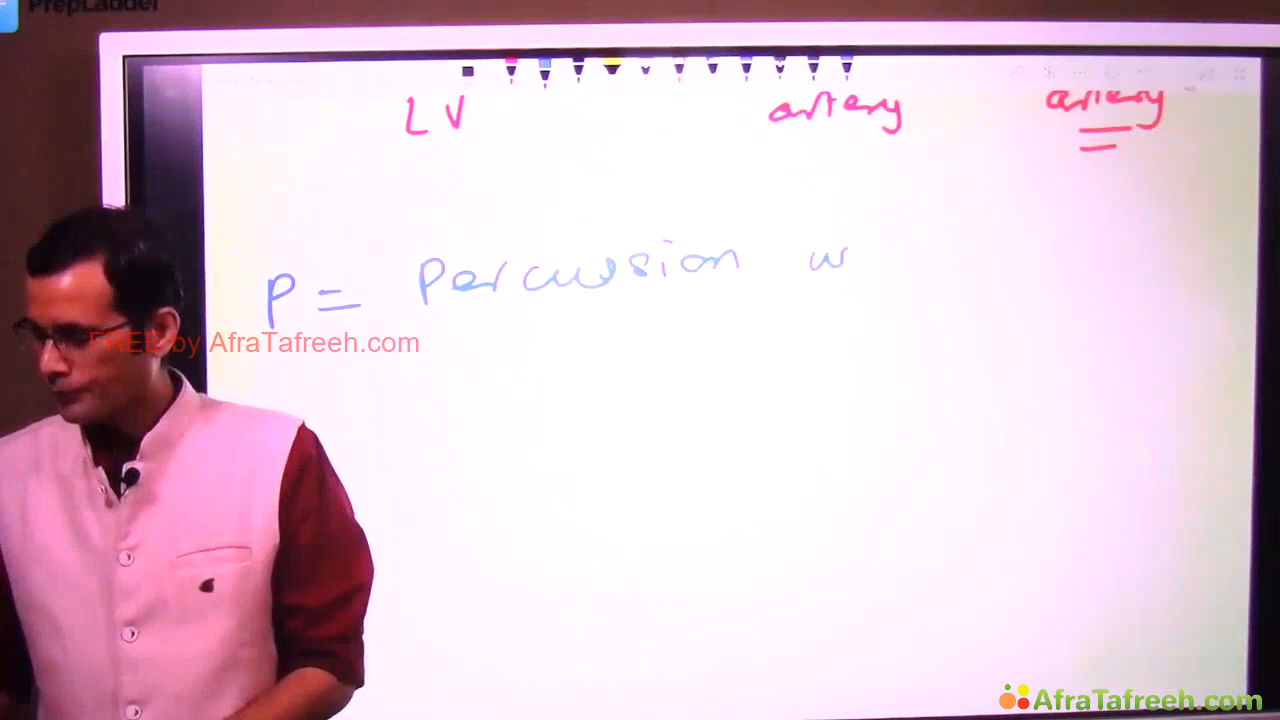 PrepLadder
LV artery artery
P = Percussion w
FREE by AfraTafreeh.com
AfraTafreeh.com